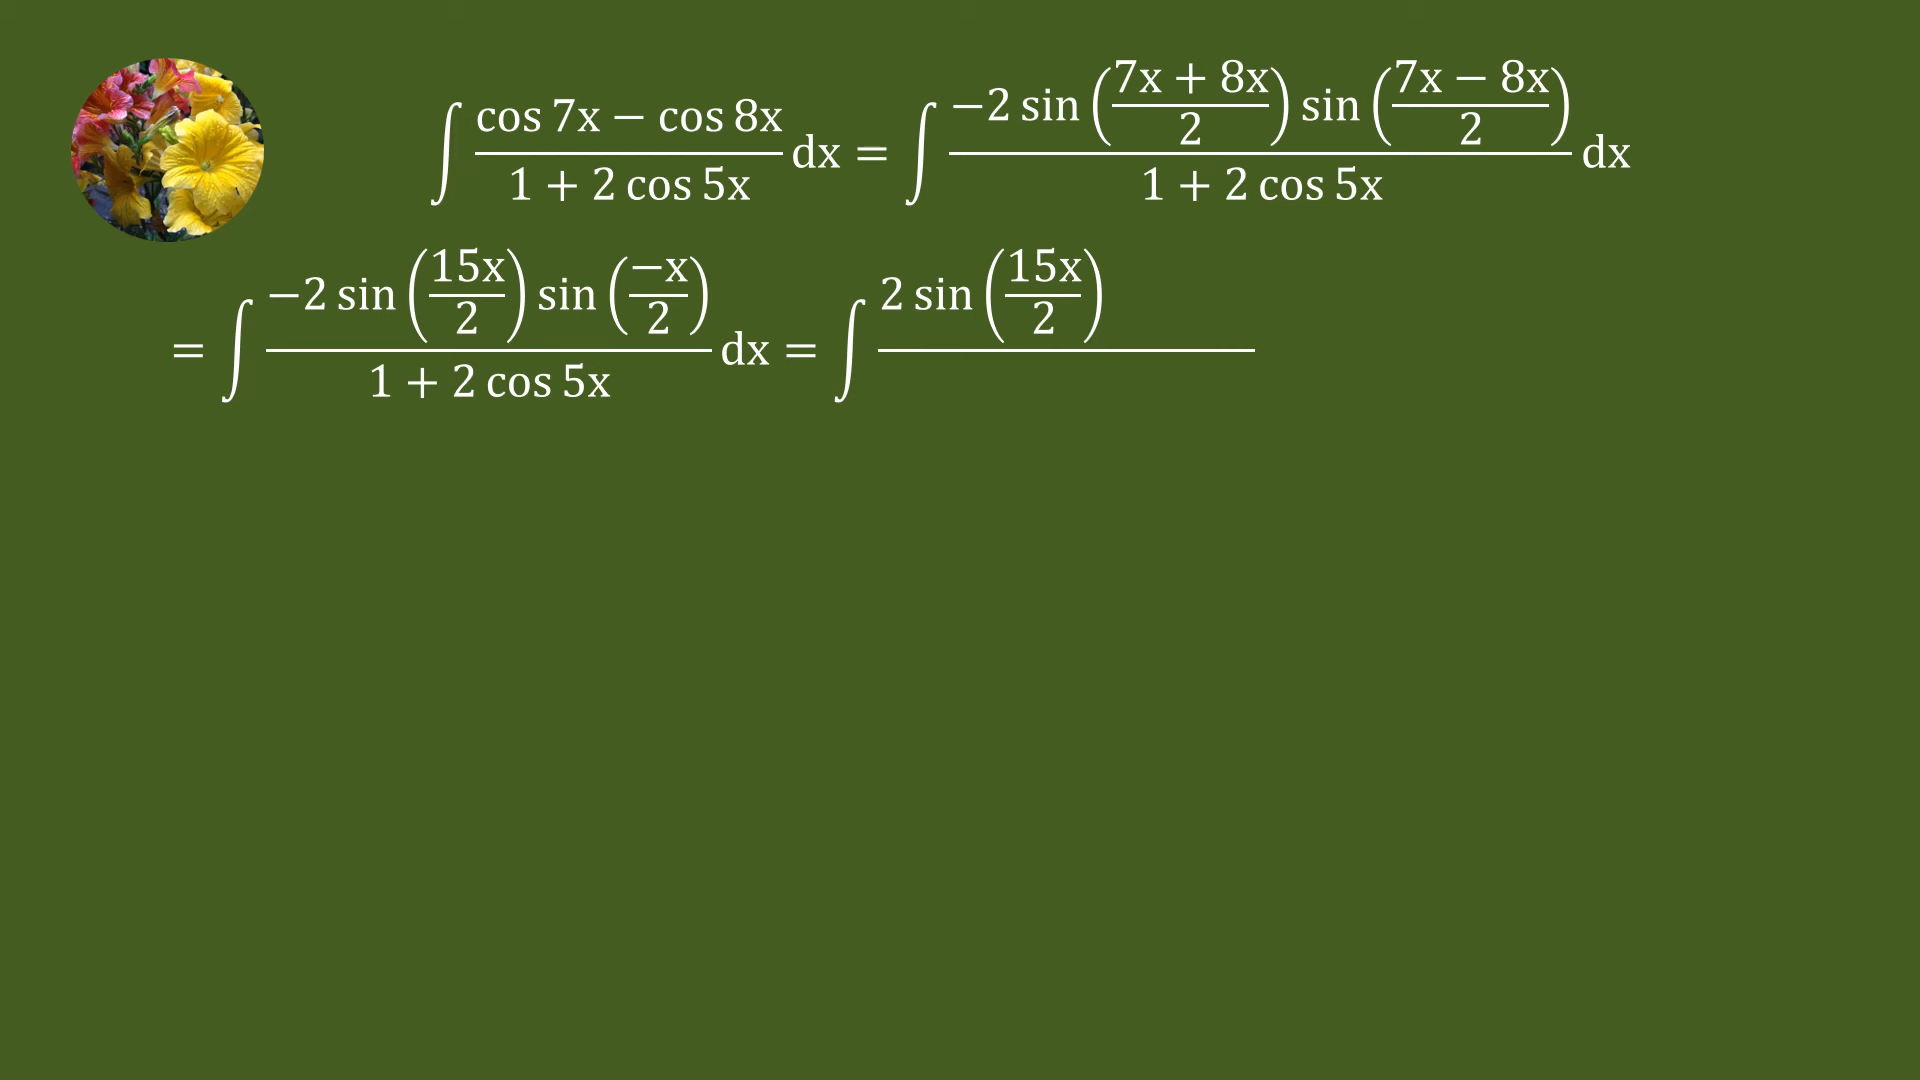 ∫ (cos 7x − cos 8x)/(1 + 2 cos 5x) dx = ∫ (−2 sin((7x + 8x)/2) sin((7x − 8x)/2))/(1 + 2 cos 5x) dx
= ∫ (−2 sin(15x/2) sin(−x/2))/(1 + 2 cos 5x) dx = ∫ 2 sin(15x/2)